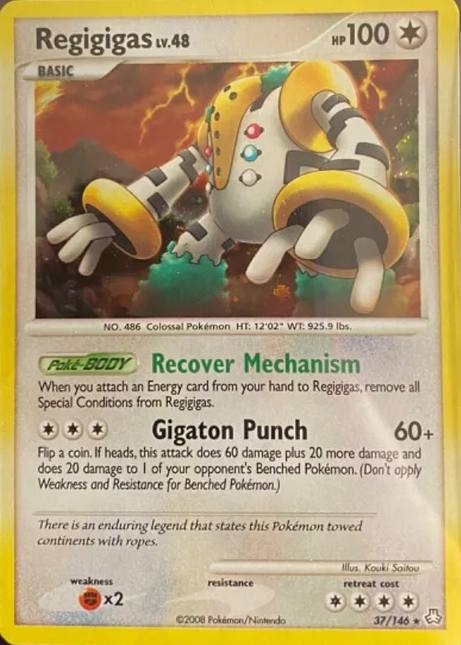 Regigigas LV.48 HP 100
BASIC
NO. 486 Colossal Pokémon HT: 12'02" WT: 925.9 lbs.
Poké-BODY Recover Mechanism
When you attach an Energy card from your hand to Regigigas, remove all
Special Conditions from Regigigas.
Gigaton Punch 60+
Flip a coin. If heads, this attack does 60 damage plus 20 more damage and
does 20 damage to 1 of your opponent's Benched Pokémon. (Don't apply
Weakness and Resistance for Benched Pokémon.)
There is an enduring legend that states this Pokémon towed
continents with ropes.
Illus. Kouki Saitou
weakness resistance retreat cost
x2
©2008 Pokémon/Nintendo 37/146 ★